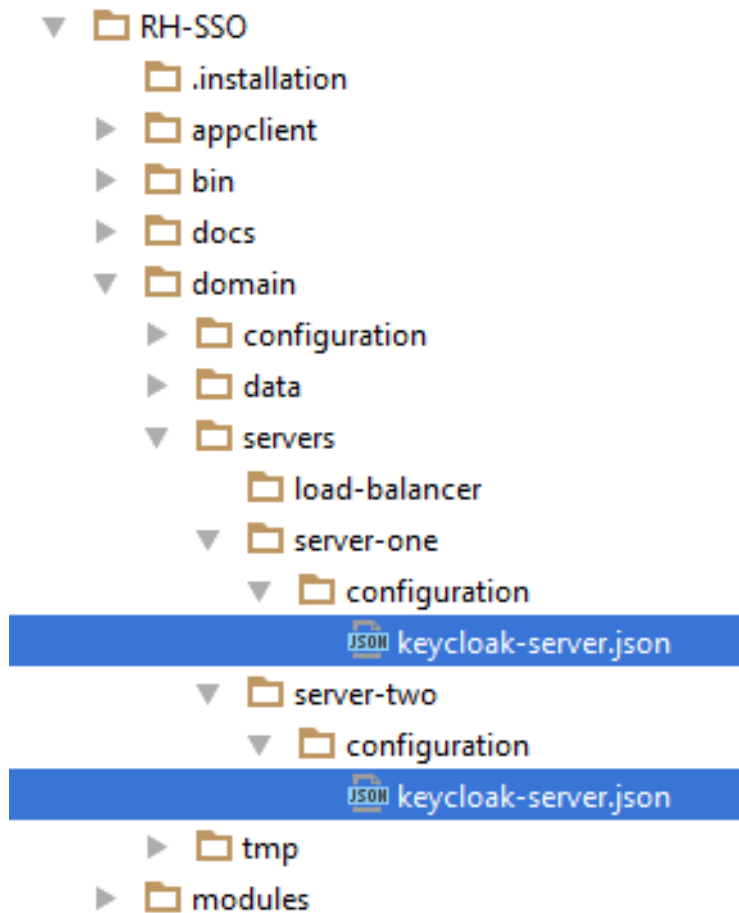 RH-SSO
.installation
appclient
bin
docs
domain
configuration
data
servers
load-balancer
server-one
configuration
JSON keycloak-server.json
server-two
configuration
JSON keycloak-server.json
tmp
modules